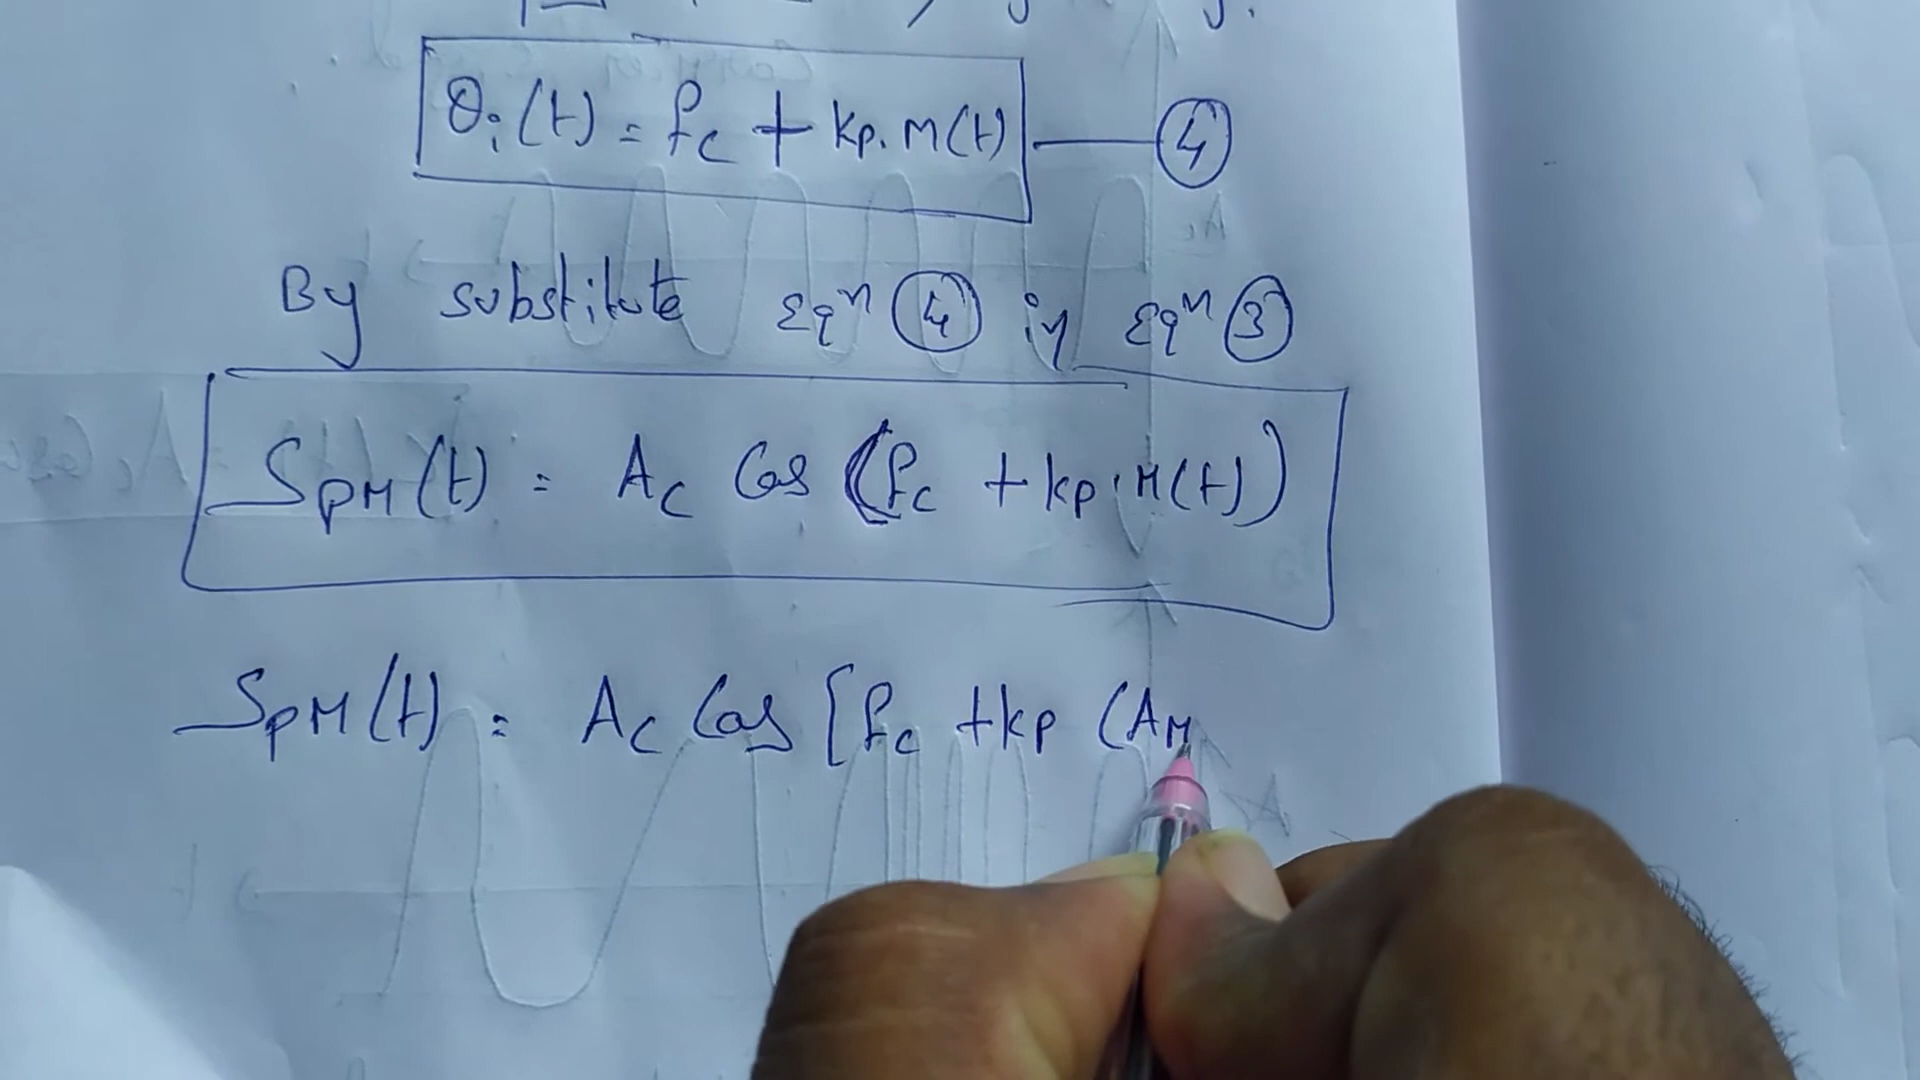 θi(t) = fc + kp. M(t) —— ④
By substitute Eqⁿ ④ in Eqⁿ ③
SPM(t) = Ac Cos (fc + kp. M(t))
SPM(t) = Ac Cos [fc + kp (AM